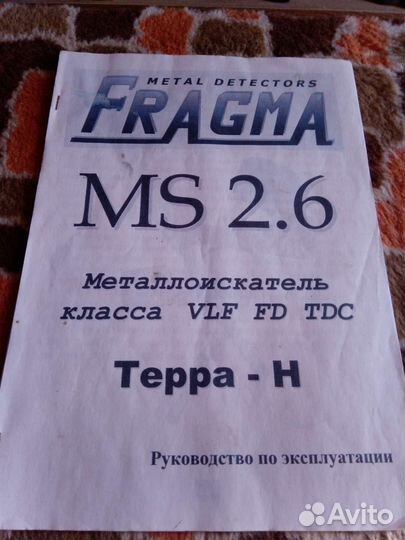 METAL DETECTORS
FRAGMA
MS 2.6
Металлоискатель
класса VLF FD TDC
Терра - Н
Руководство по эксплуатации
Avito